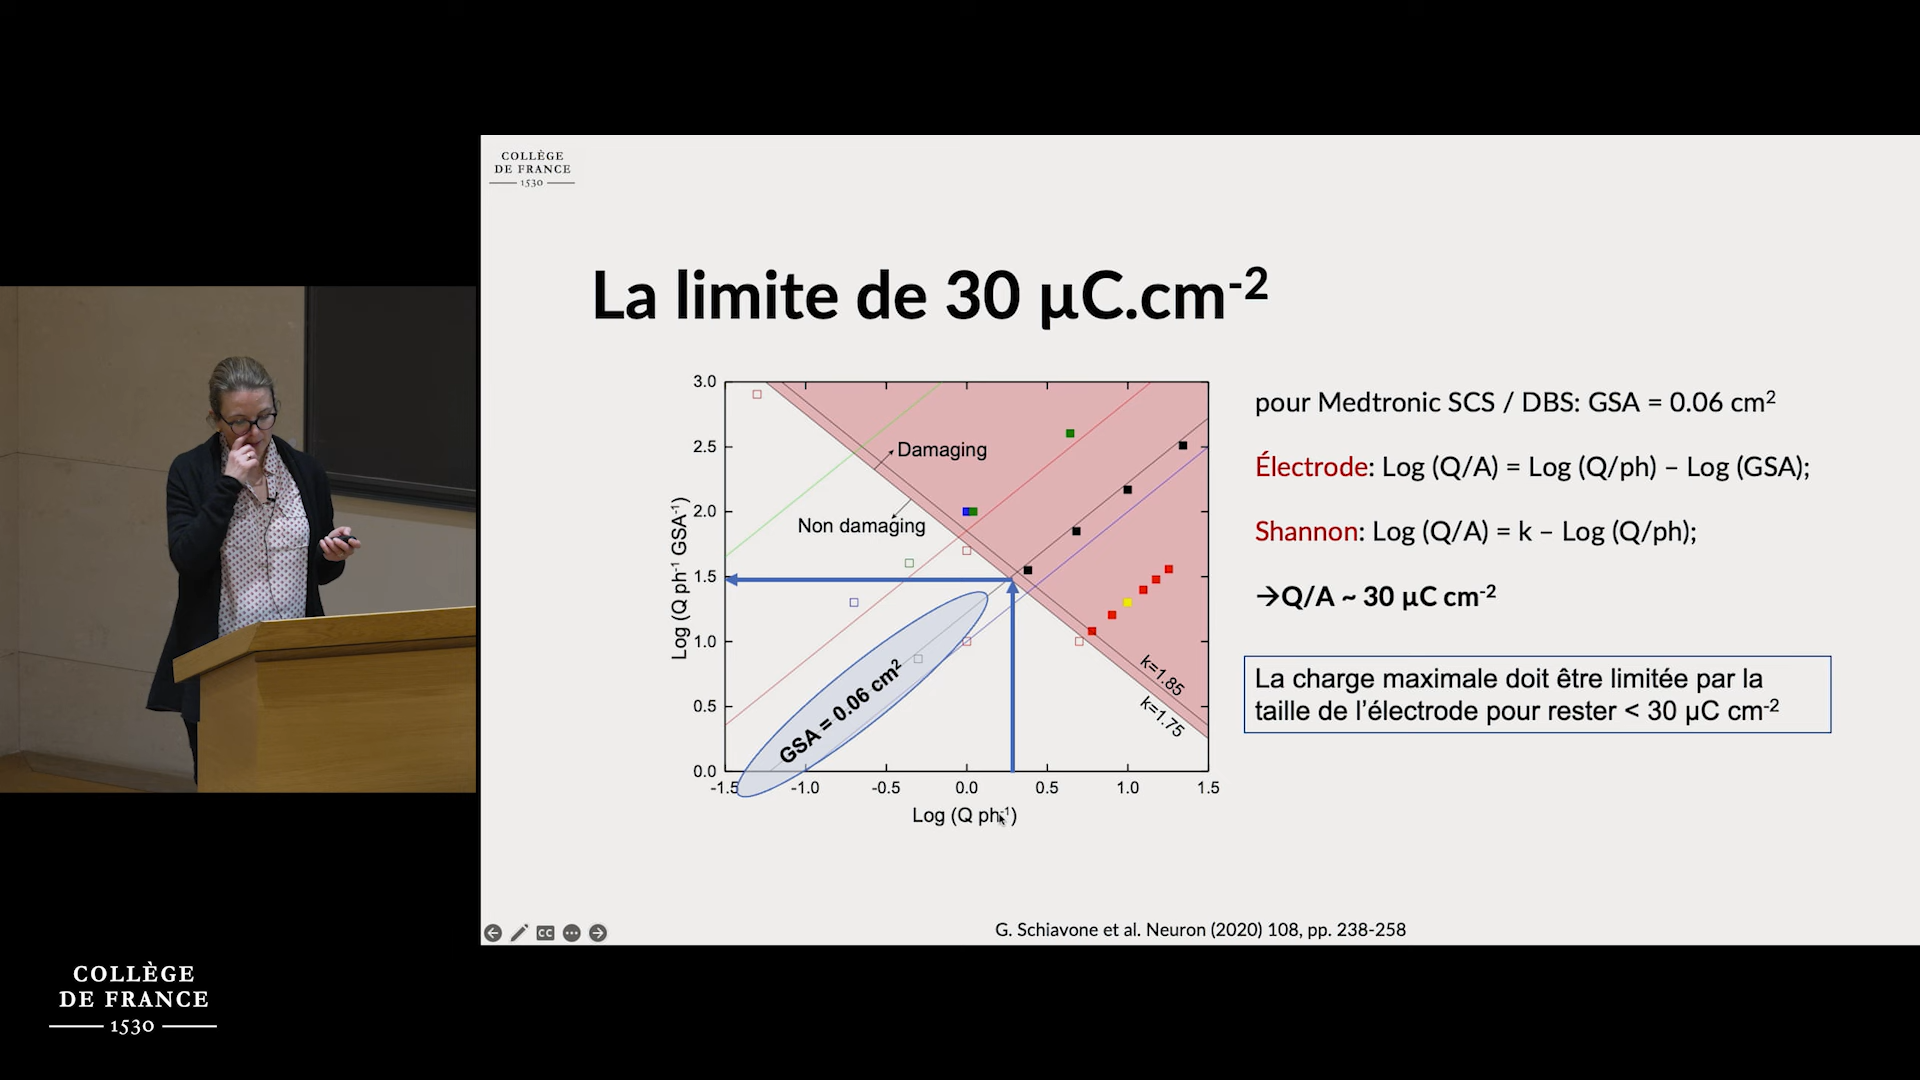 COLLÈGE
DE FRANCE
1530
La limite de 30 µC.cm⁻²
3.0
2.5
2.0
1.5
1.0
0.5
0.0
-1.5
-1.0
-0.5
0.0
0.5
1.0
1.5
Log (Q ph⁻¹ GSA⁻¹)
Log (Q ph⁻¹)
Damaging
Non damaging
GSA = 0.06 cm²
k=1.85
k=1.75
pour Medtronic SCS / DBS: GSA = 0.06 cm²
Électrode: Log (Q/A) = Log (Q/ph) – Log (GSA);
Shannon: Log (Q/A) = k – Log (Q/ph);
→Q/A ~ 30 µC cm⁻²
La charge maximale doit être limitée par la
taille de l'électrode pour rester < 30 µC cm⁻²
G. Schiavone et al. Neuron (2020) 108, pp. 238-258
CC
COLLÈGE
DE FRANCE
1530